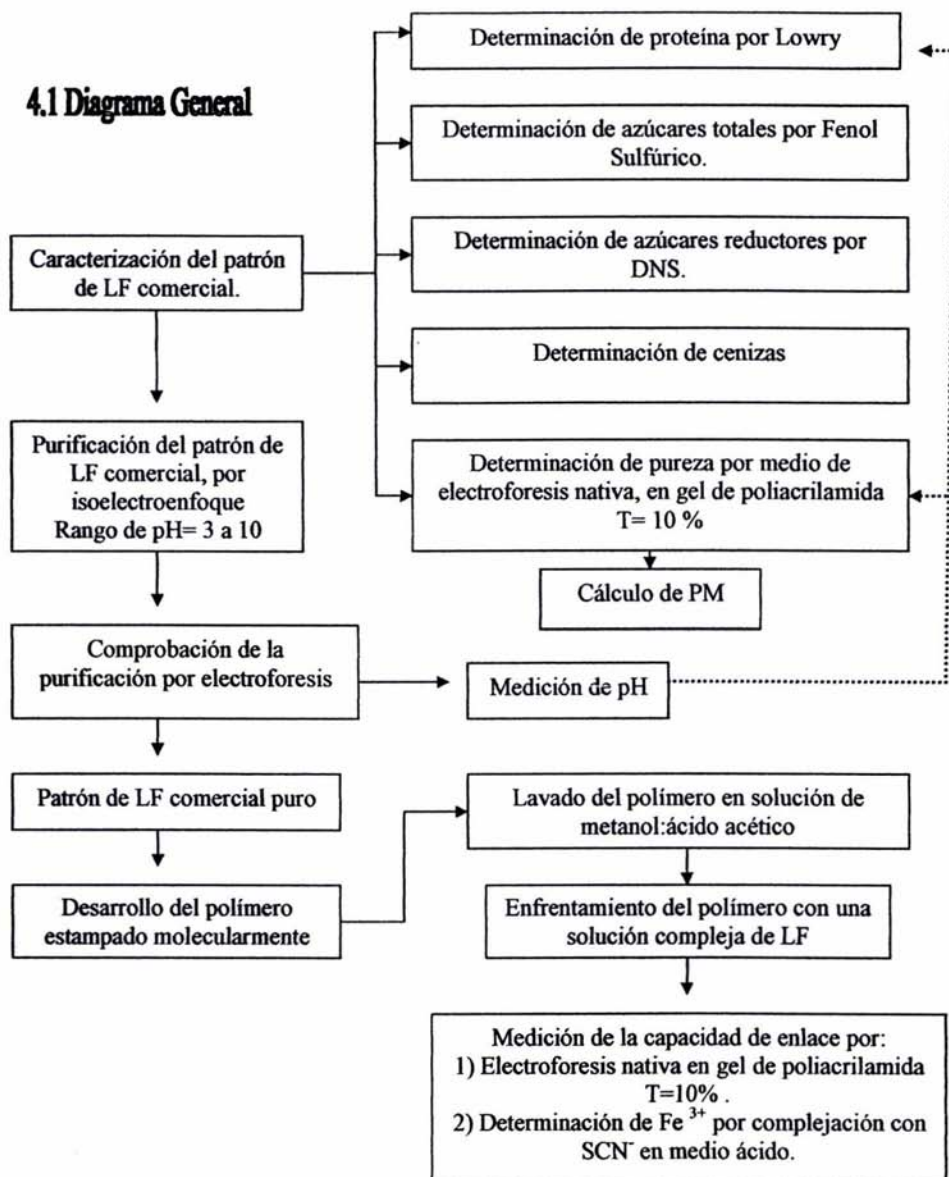 4.1 Diagrama General
Determinación de proteína por Lowry
Determinación de azúcares totales por Fenol
Sulfúrico.
Determinación de azúcares reductores por
DNS.
Determinación de cenizas
Determinación de pureza por medio de
electroforesis nativa, en gel de poliacrilamida
T= 10 %
Cálculo de PM
Caracterización del patrón
de LF comercial.
Purificación del patrón de
LF comercial, por
isoelectroenfoque
Rango de pH= 3 a 10
Comprobación de la
purificación por electroforesis
Medición de pH
Patrón de LF comercial puro
Desarrollo del polímero
estampado molecularmente
Lavado del polímero en solución de
metanol:ácido acético
Enfrentamiento del polímero con una
solución compleja de LF
Medición de la capacidad de enlace por:
1) Electroforesis nativa en gel de poliacrilamida
T=10% .
2) Determinación de Fe ³⁺ por complejación con
SCN⁻ en medio ácido.